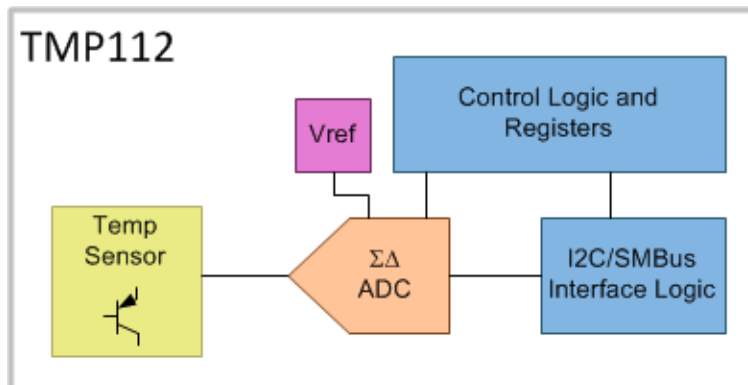 TMP112
Control Logic and
Registers
Vref
Temp
Sensor
ΣΔ
ADC
I2C/SMBus
Interface Logic